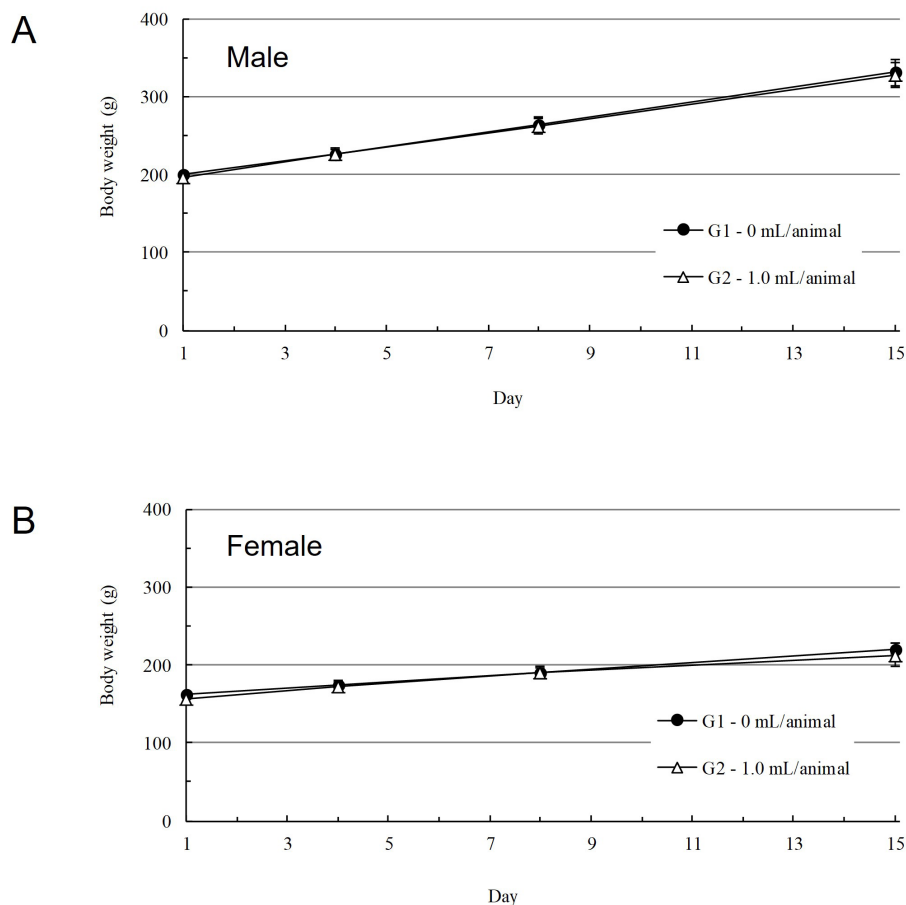 A
Male
400
300
200
100
0
Body weight (g)
G1 - 0 mL/animal
G2 - 1.0 mL/animal
1 3 5 7 9 11 13 15
Day
B
Female
400
300
200
100
0
Body weight (g)
G1 - 0 mL/animal
G2 - 1.0 mL/animal
1 3 5 7 9 11 13 15
Day